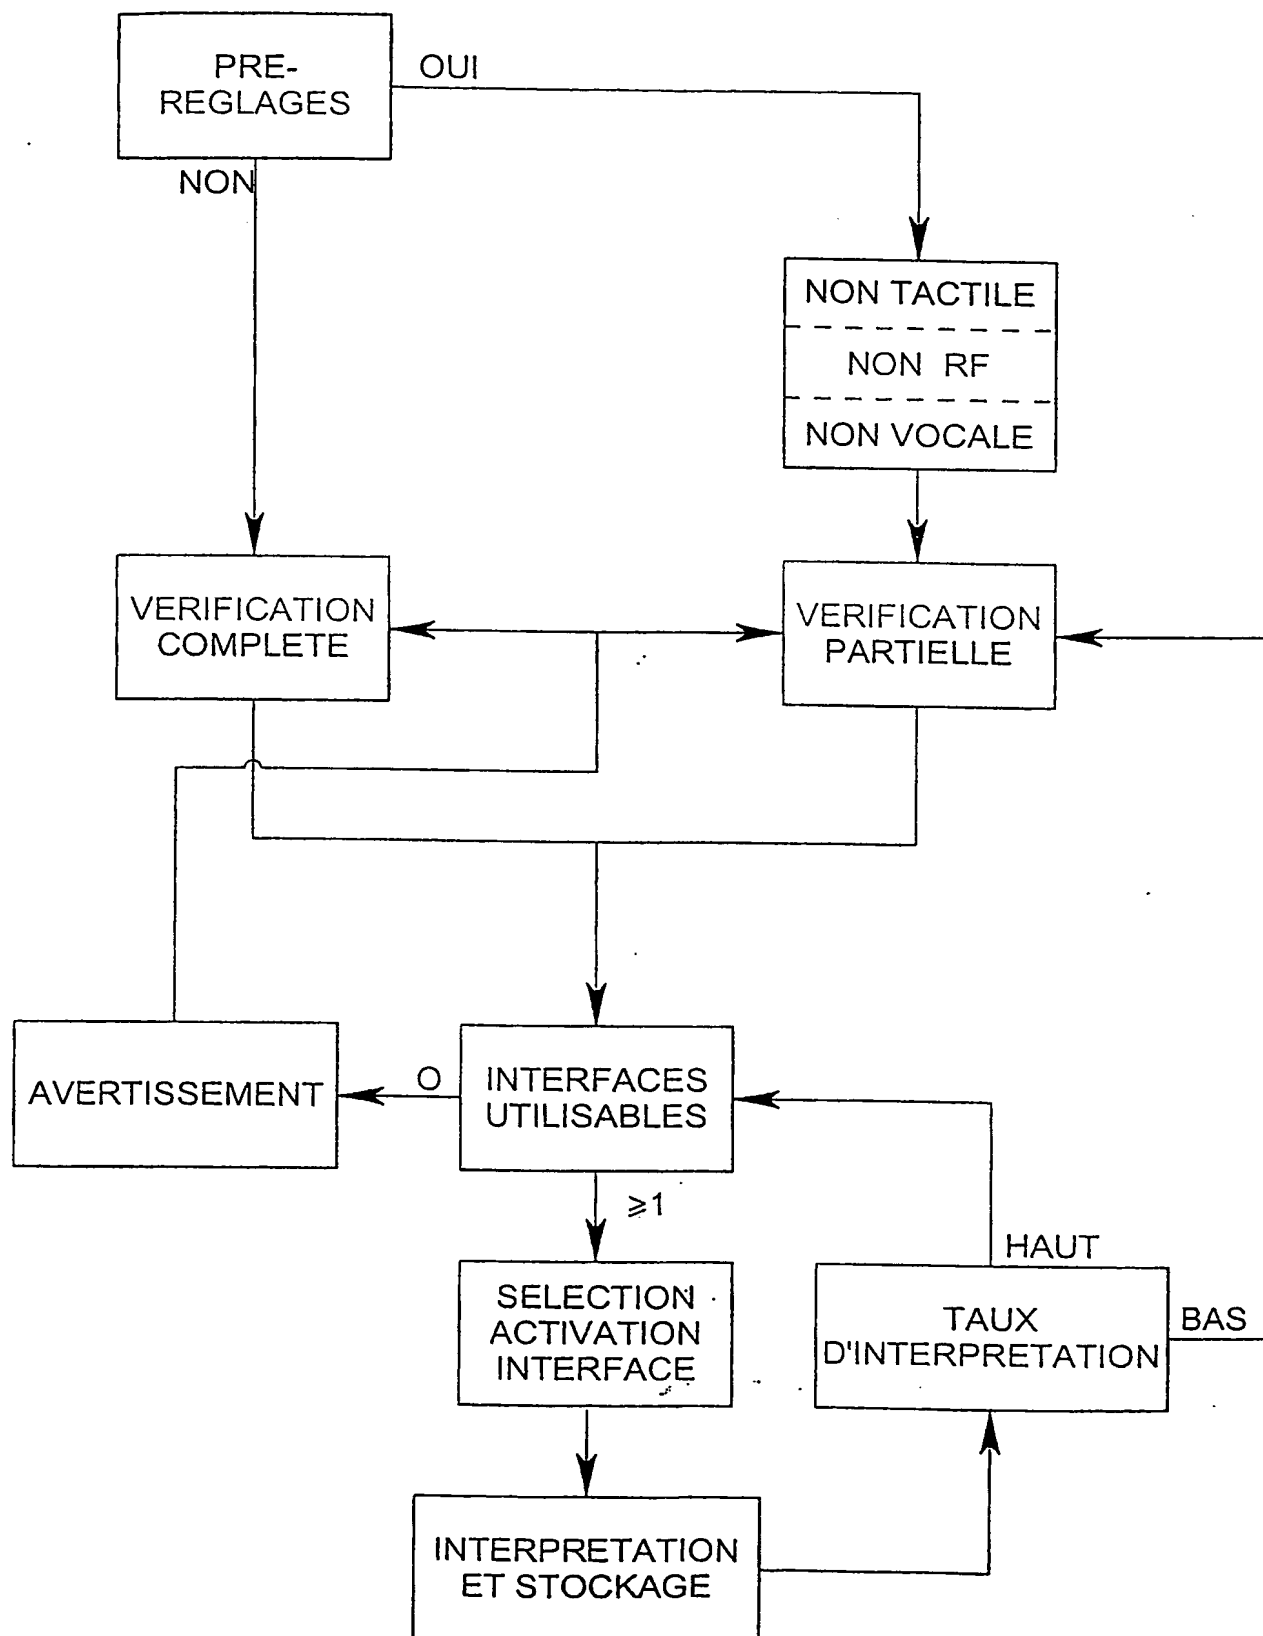 PRE-
REGLAGES
OUI
NON
NON TACTILE
NON RF
NON VOCALE
VERIFICATION
COMPLETE
VERIFICATION
PARTIELLE
AVERTISSEMENT
O
INTERFACES
UTILISABLES
⩾1
HAUT
SELECTION
ACTIVATION
INTERFACE
TAUX
D'INTERPRETATION
BAS
INTERPRETATION
ET STOCKAGE